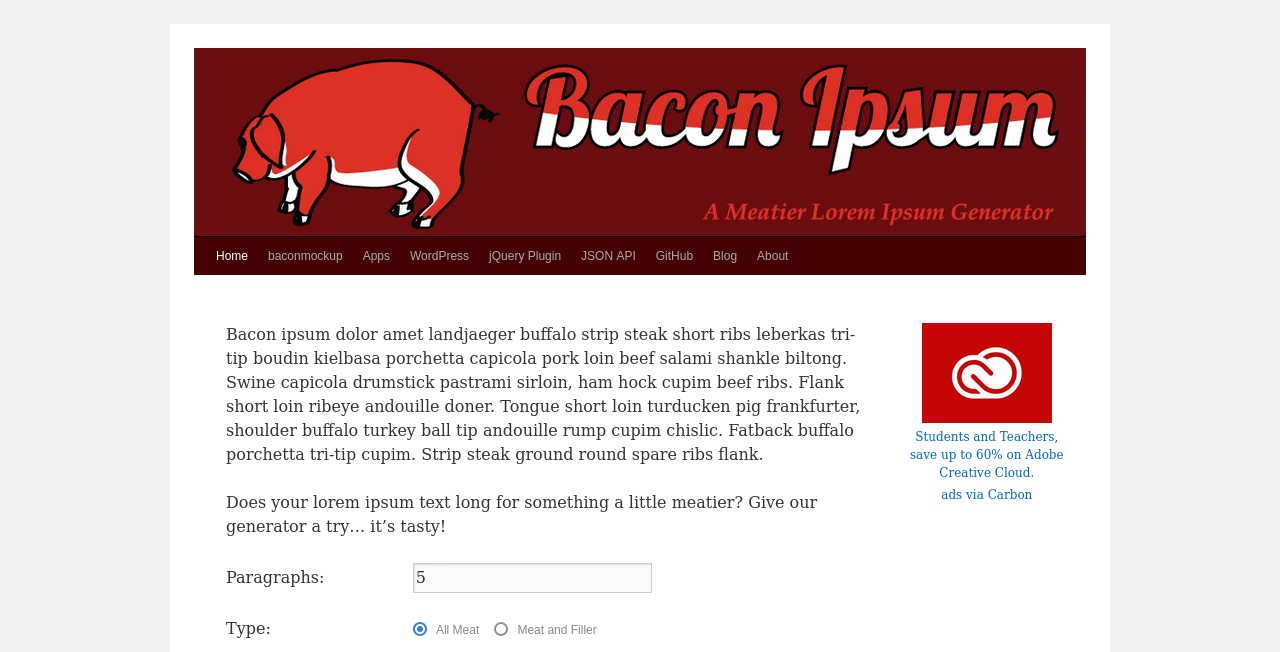 Bacon Ipsum
A Meatier Lorem Ipsum Generator
Home baconmockup Apps WordPress jQuery Plugin JSON API GitHub Blog About
Bacon ipsum dolor amet landjaeger buffalo strip steak short ribs leberkas tri-
tip boudin kielbasa porchetta capicola pork loin beef salami shankle biltong.
Swine capicola drumstick pastrami sirloin, ham hock cupim beef ribs. Flank
short loin ribeye andouille doner. Tongue short loin turducken pig frankfurter,
shoulder buffalo turkey ball tip andouille rump cupim chislic. Fatback buffalo
porchetta tri-tip cupim. Strip steak ground round spare ribs flank.
Does your lorem ipsum text long for something a little meatier? Give our
generator a try… it’s tasty!
Paragraphs: 5
Type: All Meat Meat and Filler
Students and Teachers,
save up to 60% on Adobe
Creative Cloud.
ads via Carbon